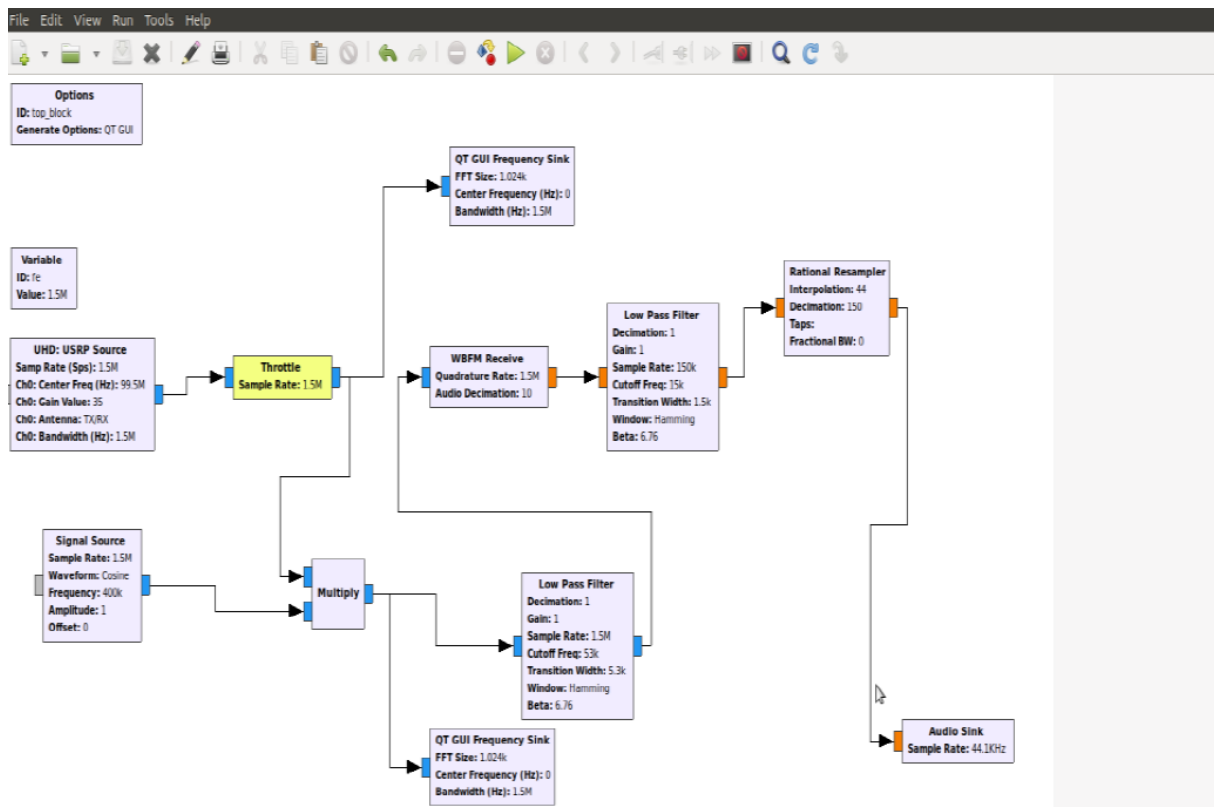 File Edit View Run Tools Help
Options
ID: top_block
Generate Options: QT GUI
QT GUI Frequency Sink
FFT Size: 1.024k
Center Frequency (Hz): 0
Bandwidth (Hz): 1.5M
Variable
ID: fe
Value: 1.5M
Rational Resampler
Interpolation: 44
Decimation: 150
Taps:
Fractional BW: 0
Low Pass Filter
Decimation: 1
Gain: 1
Sample Rate: 150k
Cutoff Freq: 15k
Transition Width: 1.5k
Window: Hamming
Beta: 6.76
UHD: USRP Source
Samp Rate (Sps): 1.5M
Ch0: Center Freq (Hz): 99.5M
Ch0: Gain Value: 35
Ch0: Antenna: TX/RX
Ch0: Bandwidth (Hz): 1.5M
Throttle
Sample Rate: 1.5M
WBFM Receive
Quadrature Rate: 1.5M
Audio Decimation: 10
Signal Source
Sample Rate: 1.5M
Waveform: Cosine
Frequency: 400k
Amplitude: 1
Offset: 0
Multiply
Low Pass Filter
Decimation: 1
Gain: 1
Sample Rate: 1.5M
Cutoff Freq: 53k
Transition Width: 5.3k
Window: Hamming
Beta: 6.76
QT GUI Frequency Sink
FFT Size: 1.024k
Center Frequency (Hz): 0
Bandwidth (Hz): 1.5M
Audio Sink
Sample Rate: 44.1KHz